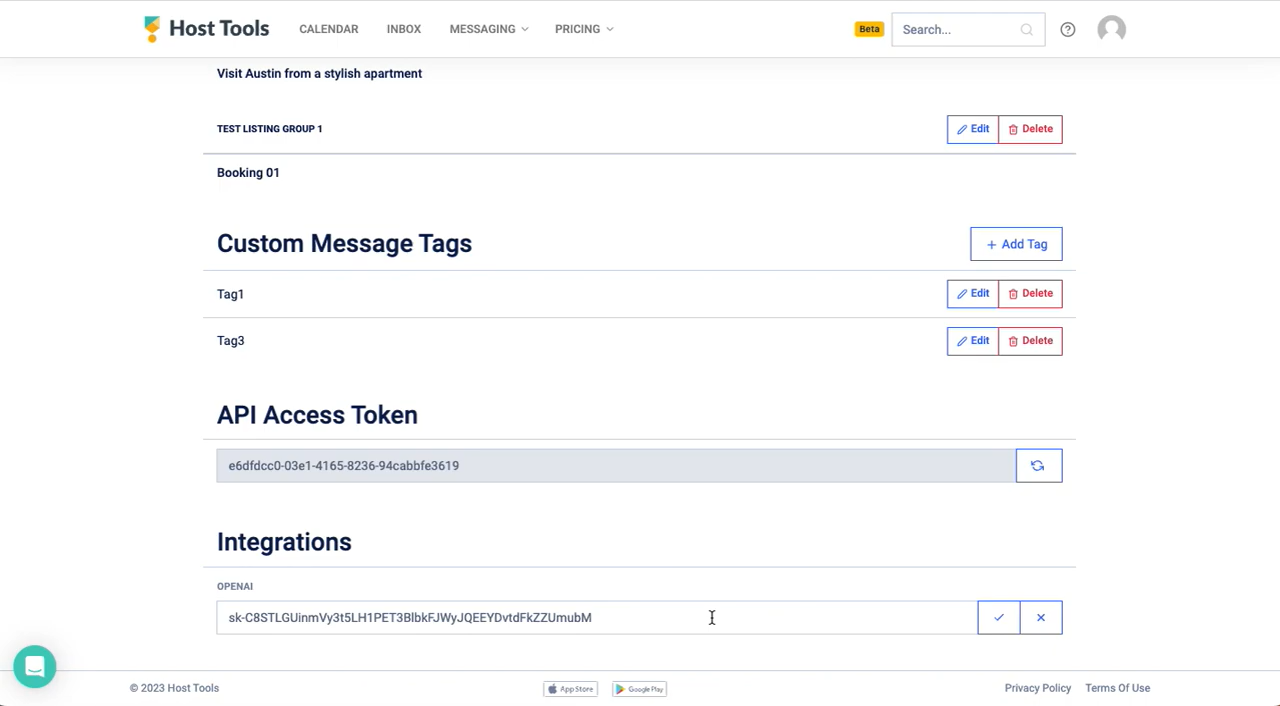 Host Tools CALENDAR INBOX MESSAGING PRICING Beta Search...
Visit Austin from a stylish apartment
TEST LISTING GROUP 1 Edit Delete
Booking 01
Custom Message Tags + Add Tag
Tag1 Edit Delete
Tag3 Edit Delete
API Access Token
e6dfdcc0-03e1-4165-8236-94cabbfe3619
Integrations
OPENAI
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
© 2023 Host Tools App Store Google Play Privacy Policy Terms Of Use